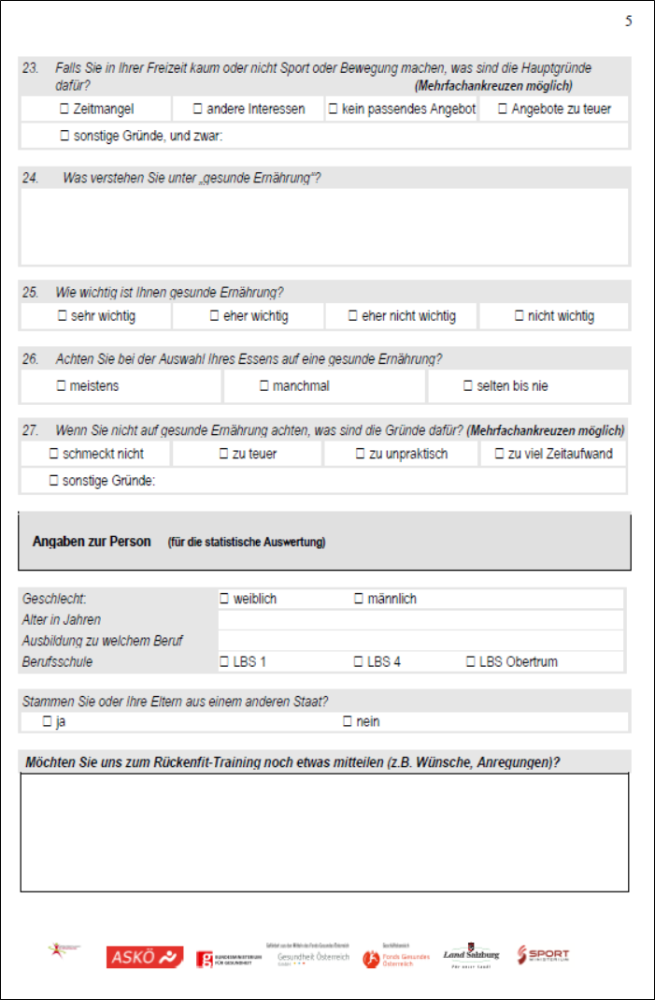 5
23. Falls Sie in Ihrer Freizeit kaum oder nicht Sport oder Bewegung machen, was sind die Hauptgründe
dafür? (Mehrfachankreuzen möglich)
☐ Zeitmangel ☐ andere Interessen ☐ kein passendes Angebot ☐ Angebote zu teuer
☐ sonstige Gründe, und zwar:
24. Was verstehen Sie unter „gesunde Ernährung“?
25. Wie wichtig ist Ihnen gesunde Ernährung?
☐ sehr wichtig ☐ eher wichtig ☐ eher nicht wichtig ☐ nicht wichtig
26. Achten Sie bei der Auswahl Ihres Essens auf eine gesunde Ernährung?
☐ meistens ☐ manchmal ☐ selten bis nie
27. Wenn Sie nicht auf gesunde Ernährung achten, was sind die Gründe dafür? (Mehrfachankreuzen möglich)
☐ schmeckt nicht ☐ zu teuer ☐ zu unpraktisch ☐ zu viel Zeitaufwand
☐ sonstige Gründe:
Angaben zur Person (für die statistische Auswertung)
Geschlecht: ☐ weiblich ☐ männlich
Alter in Jahren
Ausbildung zu welchem Beruf
Berufsschule ☐ LBS 1 ☐ LBS 4 ☐ LBS Obertrum
Stammen Sie oder Ihre Eltern aus einem anderen Staat?
☐ ja ☐ nein
Möchten Sie uns zum Rückenfit-Training noch etwas mitteilen (z.B. Wünsche, Anregungen)?
ASKÖ
BUNDESMINISTERIUM
FÜR GESUNDHEIT
Gesundheit Österreich
GmbH
Geschäftsbereich
Fonds Gesundes
Österreich
Land Salzburg
Für unser Land!
SPORT
MINISTERIUM